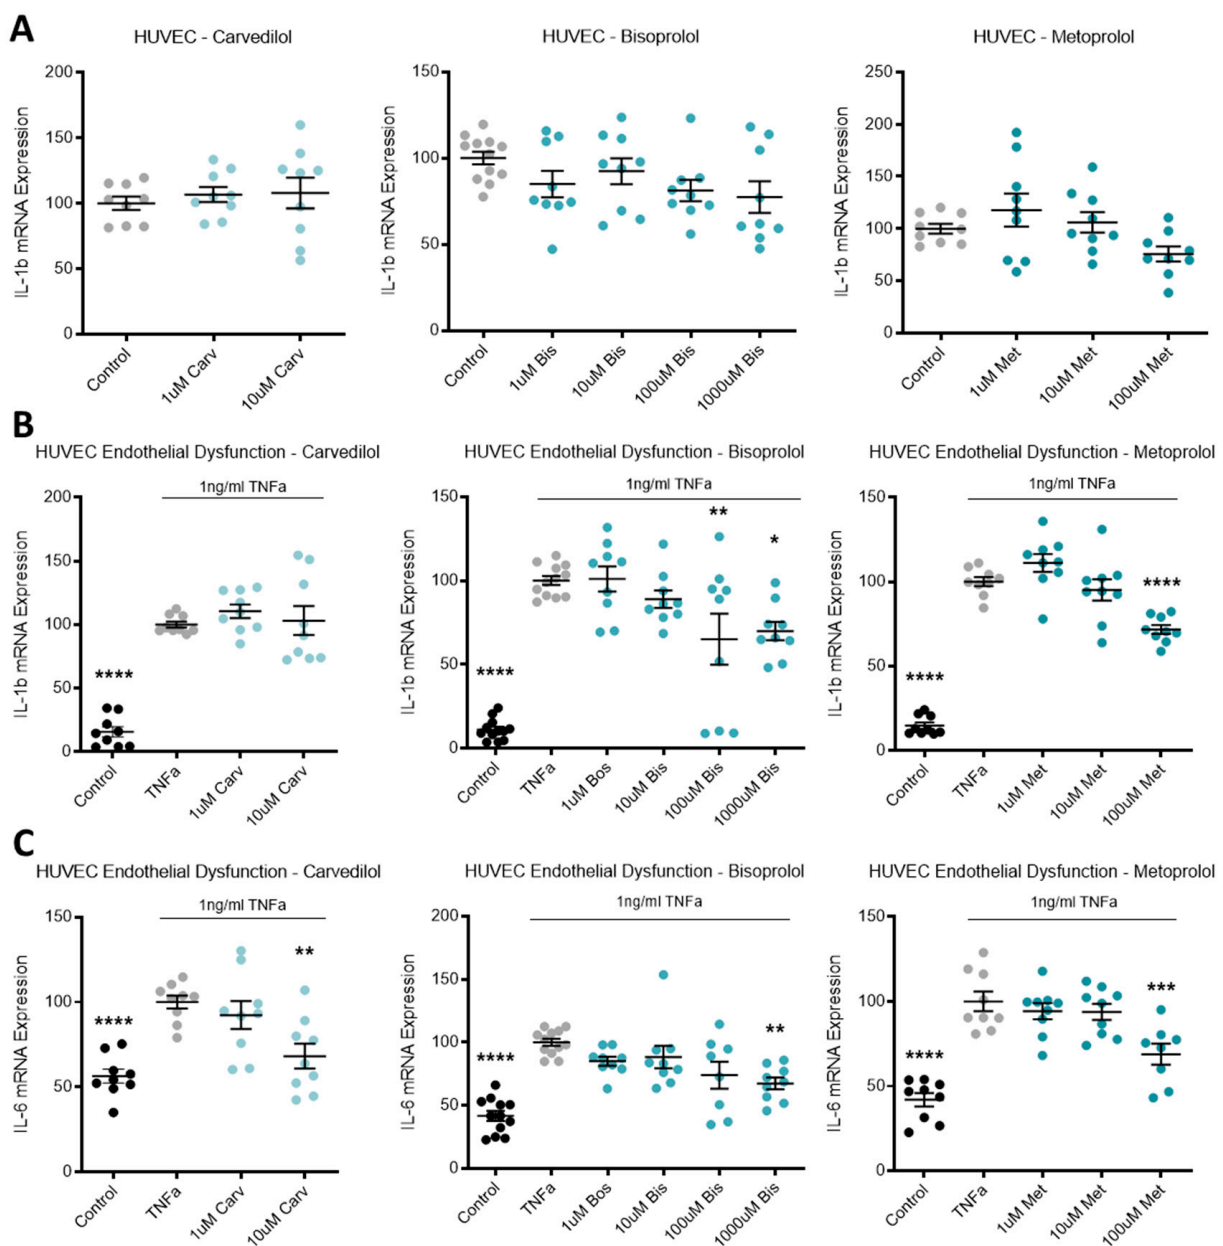 A
HUVEC - Carvedilol
IL-1b mRNA Expression
200
150
100
50
0
Control
1uM Carv
10uM Carv
HUVEC - Bisoprolol
IL-1b mRNA Expression
150
100
50
0
Control
1uM Bis
10uM Bis
100uM Bis
1000uM Bis
HUVEC - Metoprolol
IL-1b mRNA Expression
250
200
150
100
50
0
Control
1uM Met
10uM Met
100uM Met
B
HUVEC Endothelial Dysfunction - Carvedilol
1ng/ml TNFa
IL-1b mRNA Expression
200
150
100
50
0
****
Control
TNFa
1uM Carv
10uM Carv
HUVEC Endothelial Dysfunction - Bisoprolol
1ng/ml TNFa
IL-1b mRNA Expression
150
100
50
0
****
**
*
Control
TNFa
1uM Bos
10uM Bis
100uM Bis
1000uM Bis
HUVEC Endothelial Dysfunction - Metoprolol
1ng/ml TNFa
IL-1b mRNA Expression
150
100
50
0
****
****
Control
TNFa
1uM Met
10uM Met
100uM Met
C
HUVEC Endothelial Dysfunction - Carvedilol
1ng/ml TNFa
IL-6 mRNA Expression
150
100
50
0
****
**
Control
TNFa
1uM Carv
10uM Carv
HUVEC Endothelial Dysfunction - Bisoprolol
1ng/ml TNFa
IL-6 mRNA Expression
200
150
100
50
0
****
**
Control
TNFa
1uM Bos
10uM Bis
100uM Bis
1000uM Bis
HUVEC Endothelial Dysfunction - Metoprolol
1ng/ml TNFa
IL-6 mRNA Expression
150
100
50
0
****
***
Control
TNFa
1uM Met
10uM Met
100uM Met